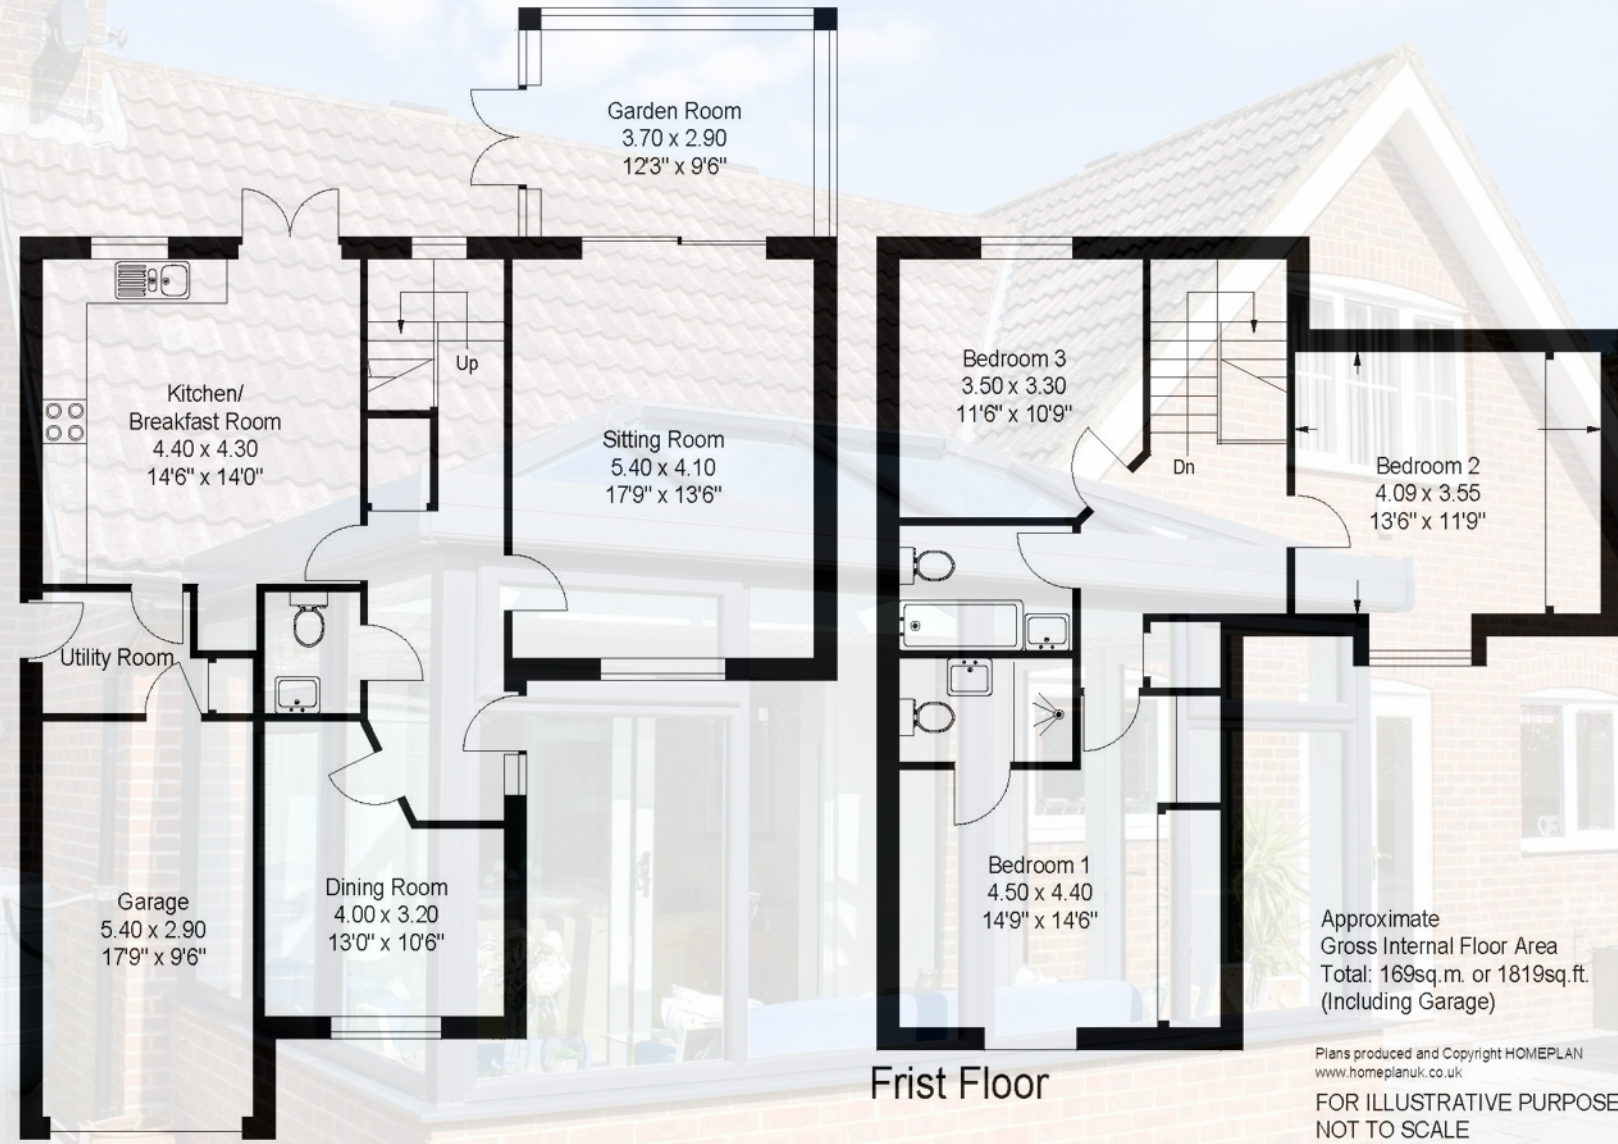 Garden Room
3.70 x 2.90
12'3" x 9'6"
Kitchen/
Breakfast Room
4.40 x 4.30
14'6" x 14'0"
Up
Sitting Room
5.40 x 4.10
17'9" x 13'6"
Utility Room
Garage
5.40 x 2.90
17'9" x 9'6"
Dining Room
4.00 x 3.20
13'0" x 10'6"
Bedroom 3
3.50 x 3.30
11'6" x 10'9"
Dn
Bedroom 2
4.09 x 3.55
13'6" x 11'9"
Bedroom 1
4.50 x 4.40
14'9" x 14'6"
Frist Floor
Approximate
Gross Internal Floor Area
Total: 169sq.m. or 1819sq.ft.
(Including Garage)
Plans produced and Copyright HOMEPLAN
www.homeplanuk.co.uk
FOR ILLUSTRATIVE PURPOSE
NOT TO SCALE